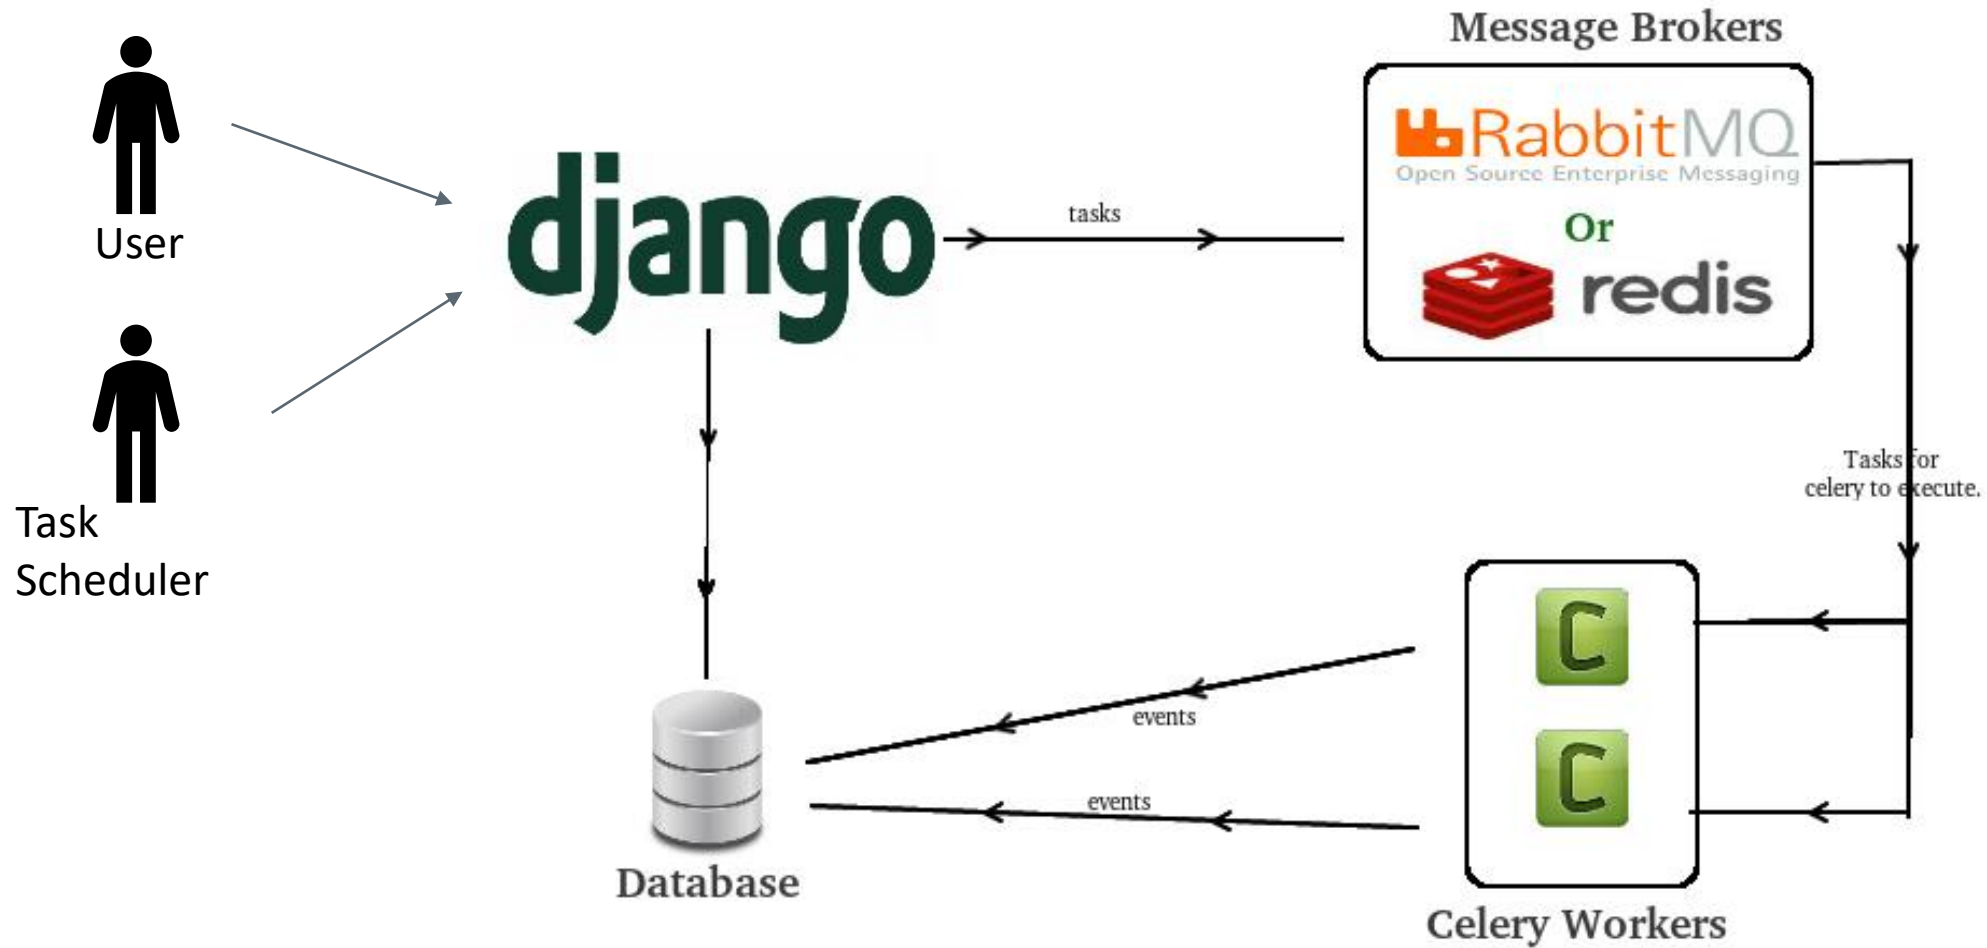 Message Brokers
RabbitMQ
Open Source Enterprise Messaging
Or
redis
User
django
tasks
Task
Scheduler
Tasks for
celery to execute.
C
events
C
events
Database
Celery Workers